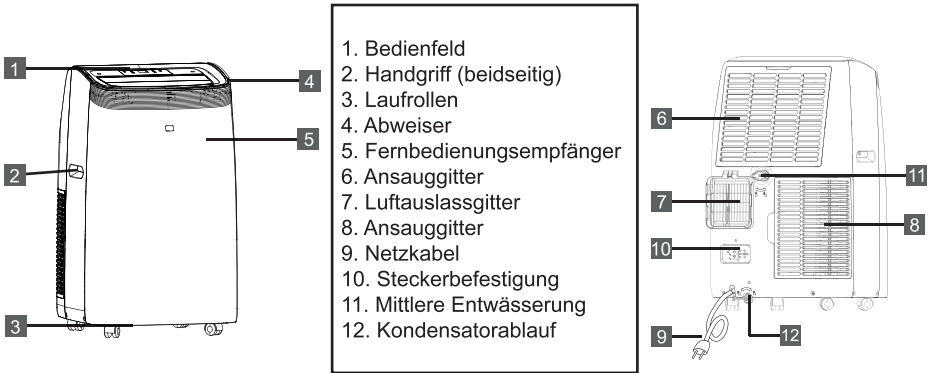 1
2
3
4
5
1. Bedienfeld
2. Handgriff (beidseitig)
3. Laufrollen
4. Abweiser
5. Fernbedienungsempfänger
6. Ansauggitter
7. Luftauslassgitter
8. Ansauggitter
9. Netzkabel
10. Steckerbefestigung
11. Mittlere Entwässerung
12. Kondensatorablauf
6
7
10
9
11
8
12